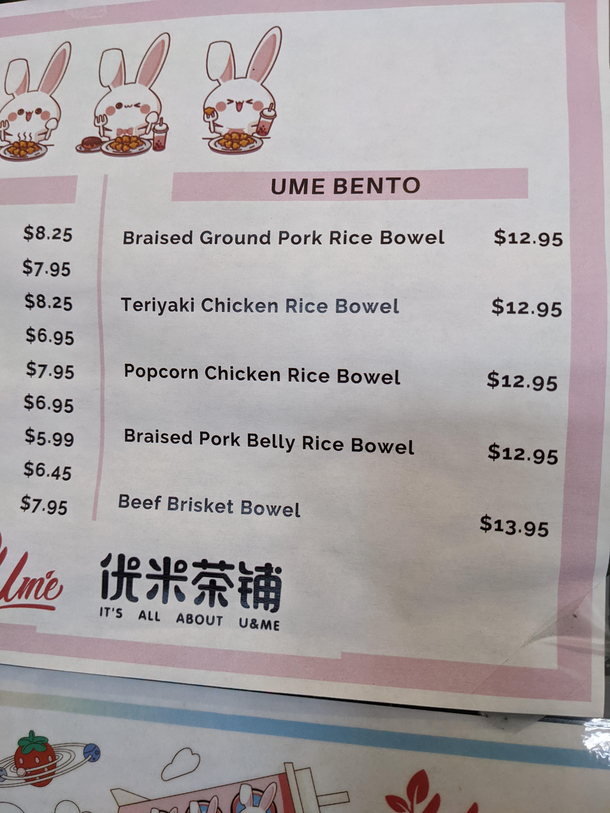 UME BENTO
$8.25
$7.95
$8.25
$6.95
$7.95
$6.95
$5.99
$6.45
$7.95
Braised Ground Pork Rice Bowel $12.95
Teriyaki Chicken Rice Bowel $12.95
Popcorn Chicken Rice Bowel $12.95
Braised Pork Belly Rice Bowel $12.95
Beef Brisket Bowel $13.95
Ume
优米茶铺
IT'S ALL ABOUT U&ME